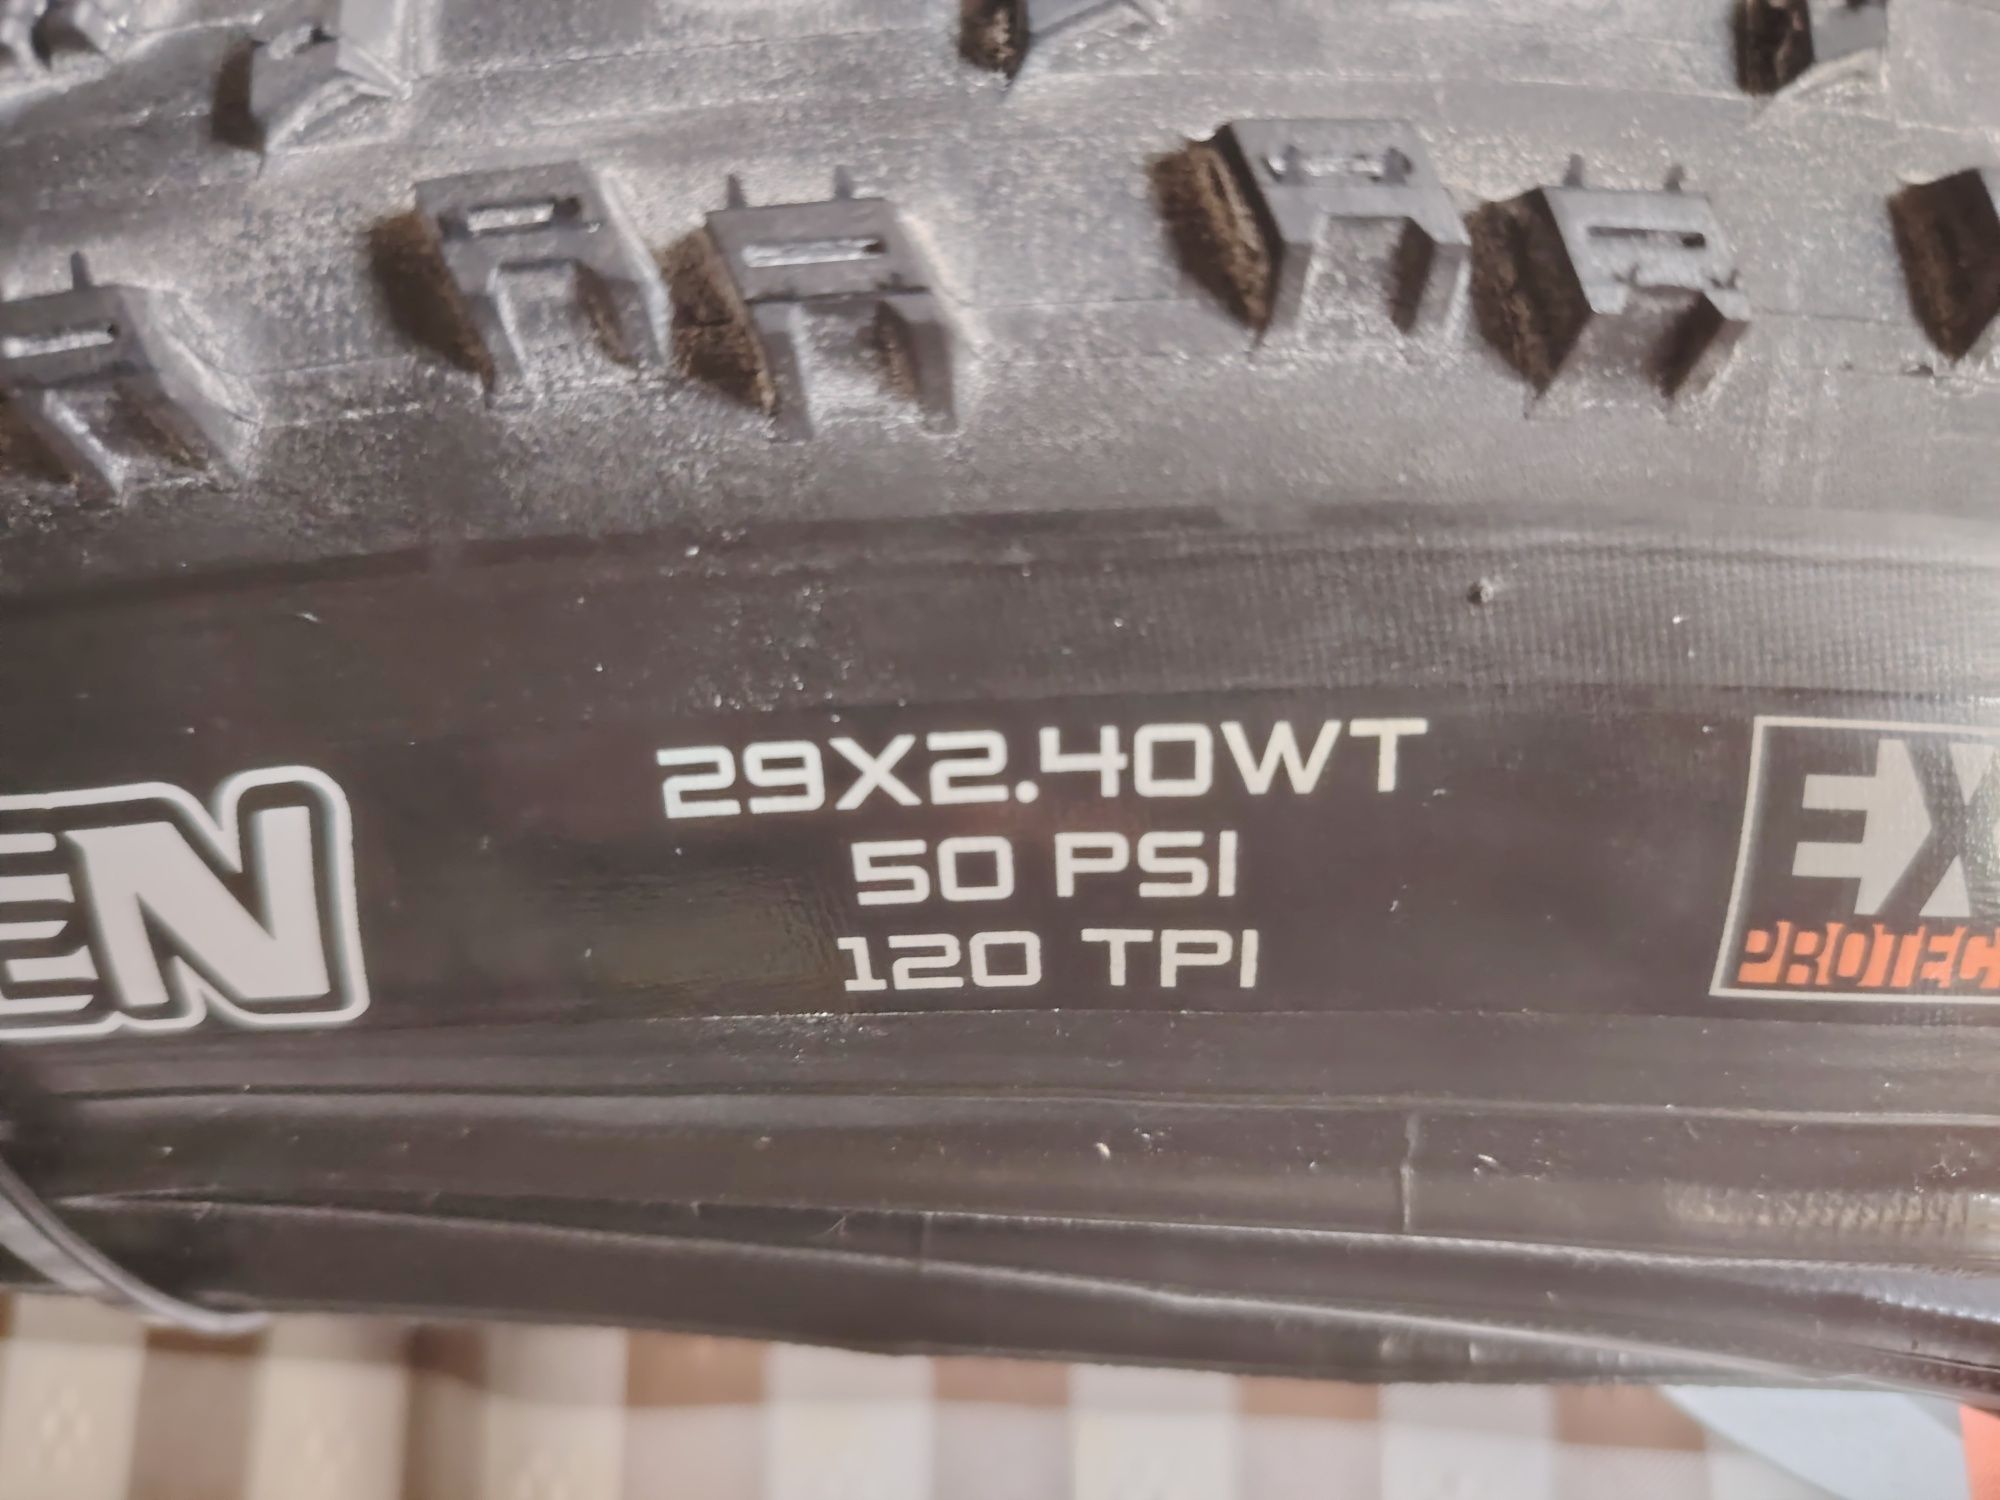 EN
29X2.40WT
50 PSI
120 TPI
EX
PROTEC